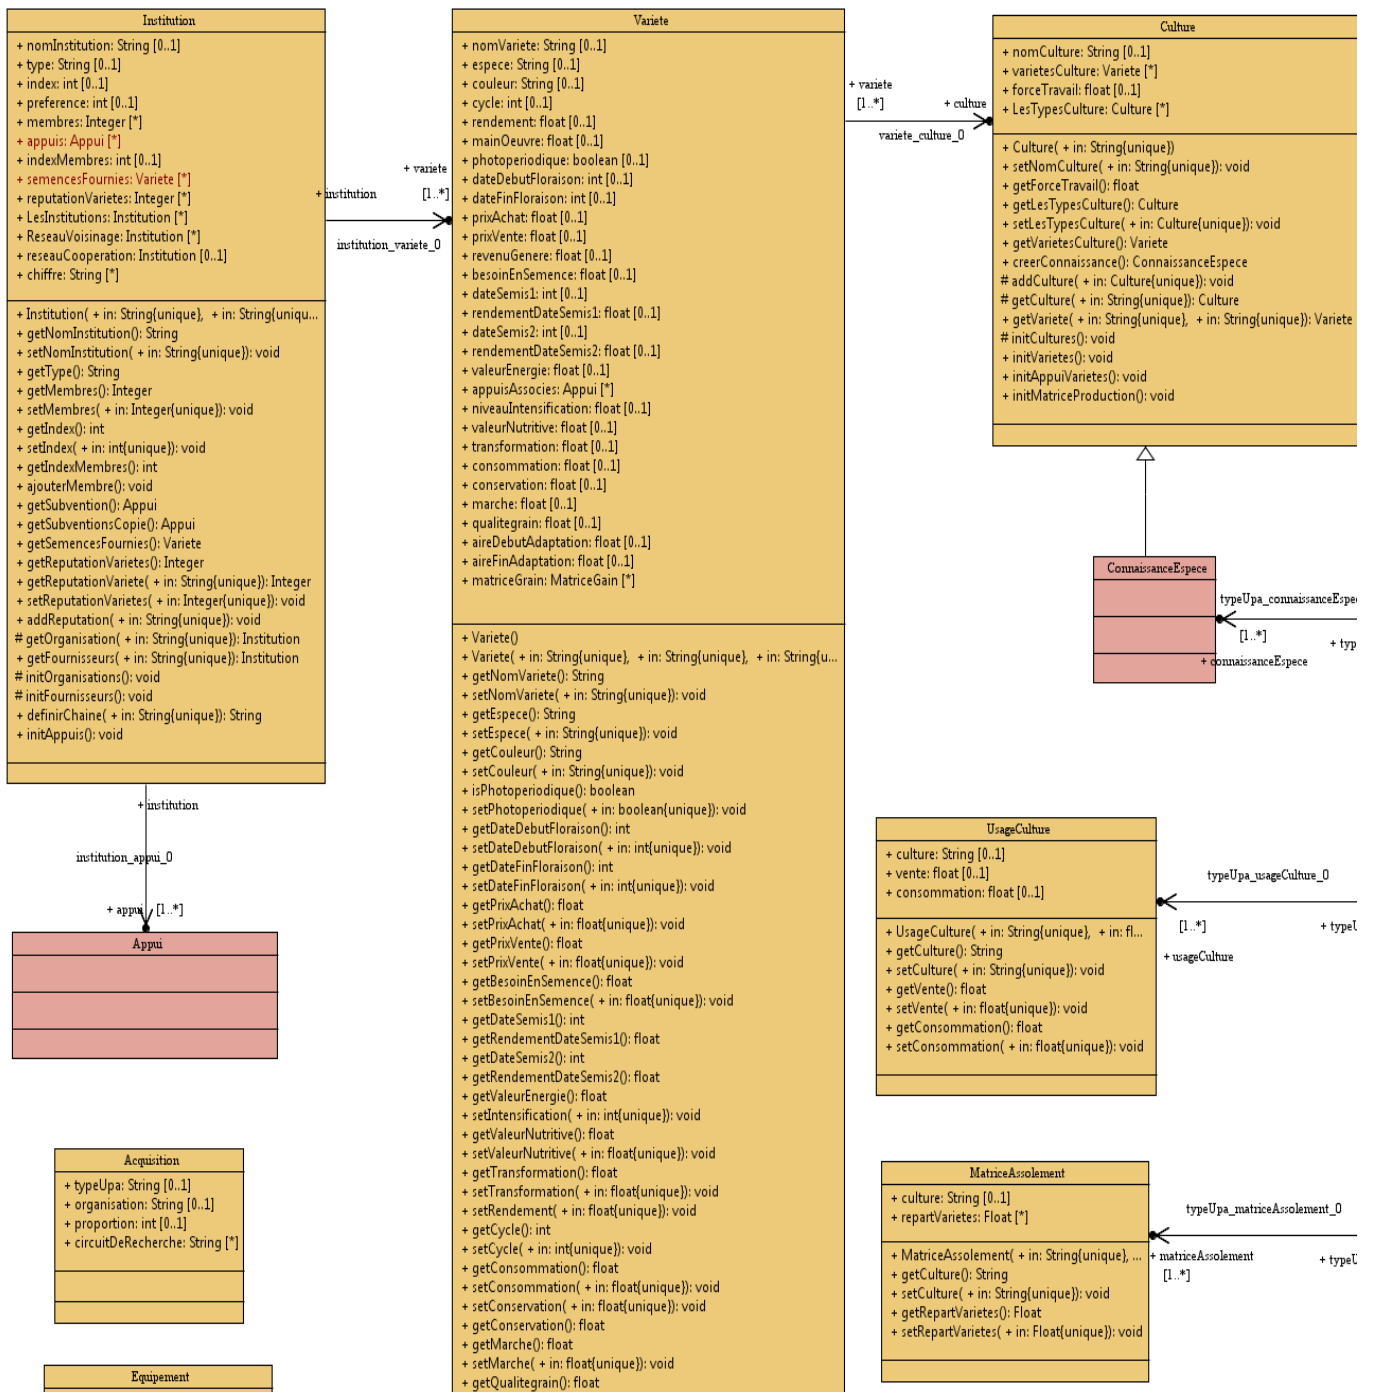 Institution
+ nomInstitution: String [0..1]
+ type: String [0..1]
+ index: int [0..1]
+ preference: int [0..1]
+ membres: Integer [*]
+ appuis: Appui [*]
+ indexMembres: int [0..1]
+ semencesFournies: Variete [*]
+ reputationVarietes: Integer [*]
+ LesInstitutions: Institution [*]
+ ReseauVoisinage: Institution [*]
+ reseauCooperation: Institution [0..1]
+ chiffre: String [*]
+ Institution( + in: String{unique}, + in: String{uniqu...
+ getNomInstitution(): String
+ setNomInstitution( + in: String{unique}): void
+ getType(): String
+ getMembres(): Integer
+ setMembres( + in: Integer{unique}): void
+ getIndex(): int
+ setIndex( + in: int{unique}): void
+ getIndexMembres(): int
+ ajouterMembre(): void
+ getSubvention(): Appui
+ getSubventionsCopie(): Appui
+ getSemencesFournies(): Variete
+ getReputationVarietes(): Integer
+ getReputationVariete( + in: String{unique}): Integer
+ setReputationVarietes( + in: Integer{unique}): void
+ addReputation( + in: String{unique}): void
# getOrganisation( + in: String{unique}): Institution
+ getFournisseurs( + in: String{unique}): Institution
# initOrganisations(): void
# initFournisseurs(): void
+ definirChaine( + in: String{unique}): String
+ initAppuis(): void
+ institution
+ variete
[1..*]
institution_variete_0
+ institution
institution_appui_0
+ appui
[1..*]
Appui
Acquisition
+ typeUpa: String [0..1]
+ organisation: String [0..1]
+ proportion: int [0..1]
+ circuitDeRecherche: String [*]
Equipement
Variete
+ nomVariete: String [0..1]
+ espece: String [0..1]
+ couleur: String [0..1]
+ cycle: int [0..1]
+ rendement: float [0..1]
+ mainOeuvre: float [0..1]
+ photoperiodique: boolean [0..1]
+ dateDebutFloraison: int [0..1]
+ dateFinFloraison: int [0..1]
+ prixAchat: float [0..1]
+ prixVente: float [0..1]
+ revenuGenere: float [0..1]
+ besoinEnSemence: float [0..1]
+ dateSemis1: int [0..1]
+ rendementDateSemis1: float [0..1]
+ dateSemis2: int [0..1]
+ rendementDateSemis2: float [0..1]
+ valeurEnergie: float [0..1]
+ appuisAssocies: Appui [*]
+ niveauIntensification: float [0..1]
+ valeurNutritive: float [0..1]
+ transformation: float [0..1]
+ consommation: float [0..1]
+ conservation: float [0..1]
+ marche: float [0..1]
+ qualitegrain: float [0..1]
+ aireDebutAdaptation: float [0..1]
+ aireFinAdaptation: float [0..1]
+ matriceGrain: MatriceGain [*]
+ Variete()
+ Variete( + in: String{unique}, + in: String{unique}, + in: String{u...
+ getNomVariete(): String
+ setNomVariete( + in: String{unique}): void
+ getEspece(): String
+ setEspece( + in: String{unique}): void
+ getCouleur(): String
+ setCouleur( + in: String{unique}): void
+ isPhotoperiodique(): boolean
+ setPhotoperiodique( + in: boolean{unique}): void
+ getDateDebutFloraison(): int
+ setDateDebutFloraison( + in: int{unique}): void
+ getDateFinFloraison(): int
+ setDateFinFloraison( + in: int{unique}): void
+ getPrixAchat(): float
+ setPrixAchat( + in: float{unique}): void
+ getPrixVente(): float
+ setPrixVente( + in: float{unique}): void
+ getBesoinEnSemence(): float
+ setBesoinEnSemence( + in: float{unique}): void
+ getDateSemis1(): int
+ getRendementDateSemis1(): float
+ getDateSemis2(): int
+ getRendementDateSemis2(): float
+ getValeurEnergie(): float
+ setIntensification( + in: int{unique}): void
+ getValeurNutritive(): float
+ setValeurNutritive( + in: float{unique}): void
+ getTransformation(): float
+ setTransformation( + in: float{unique}): void
+ setRendement( + in: float{unique}): void
+ getCycle(): int
+ setCycle( + in: int{unique}): void
+ getConsommation(): float
+ setConsommation( + in: float{unique}): void
+ setConservation( + in: float{unique}): void
+ getConservation(): float
+ getMarche(): float
+ setMarche( + in: float{unique}): void
+ getQualitegrain(): float
+ variete
[1..*]
+ culture
variete_culture_0
Culture
+ nomCulture: String [0..1]
+ varietesCulture: Variete [*]
+ forceTravail: float [0..1]
+ LesTypesCulture: Culture [*]
+ Culture( + in: String{unique})
+ setNomCulture( + in: String{unique}): void
+ getForceTravail(): float
+ getLesTypesCulture(): Culture
+ setLesTypesCulture( + in: Culture{unique}): void
+ getVarietesCulture(): Variete
+ creerConnaissance(): ConnaissanceEspece
# addCulture( + in: Culture{unique}): void
# getCulture( + in: String{unique}): Culture
+ getVariete( + in: String{unique}, + in: String{unique}): Variete
# initCultures(): void
+ initVarietes(): void
+ initAppuiVarietes(): void
+ initMatriceProduction(): void
ConnaissanceEspece
typeUpa_connaissanceEspe
[1..*]
+ typ
+ connaissanceEspece
UsageCulture
+ culture: String [0..1]
+ vente: float [0..1]
+ consommation: float [0..1]
+ UsageCulture( + in: String{unique}, + in: fl...
+ getCulture(): String
+ setCulture( + in: String{unique}): void
+ getVente(): float
+ setVente( + in: float{unique}): void
+ getConsommation(): float
+ setConsommation( + in: float{unique}): void
typeUpa_usageCulture_0
[1..*]
+ typeU
+ usageCulture
MatriceAssolement
+ culture: String [0..1]
+ repartVarietes: Float [*]
+ MatriceAssolement( + in: String{unique}, ...
+ getCulture(): String
+ setCulture( + in: String{unique}): void
+ getRepartVarietes(): Float
+ setRepartVarietes( + in: Float{unique}): void
typeUpa_matriceAssolement_0
+ matriceAssolement
[1..*]
+ typeU